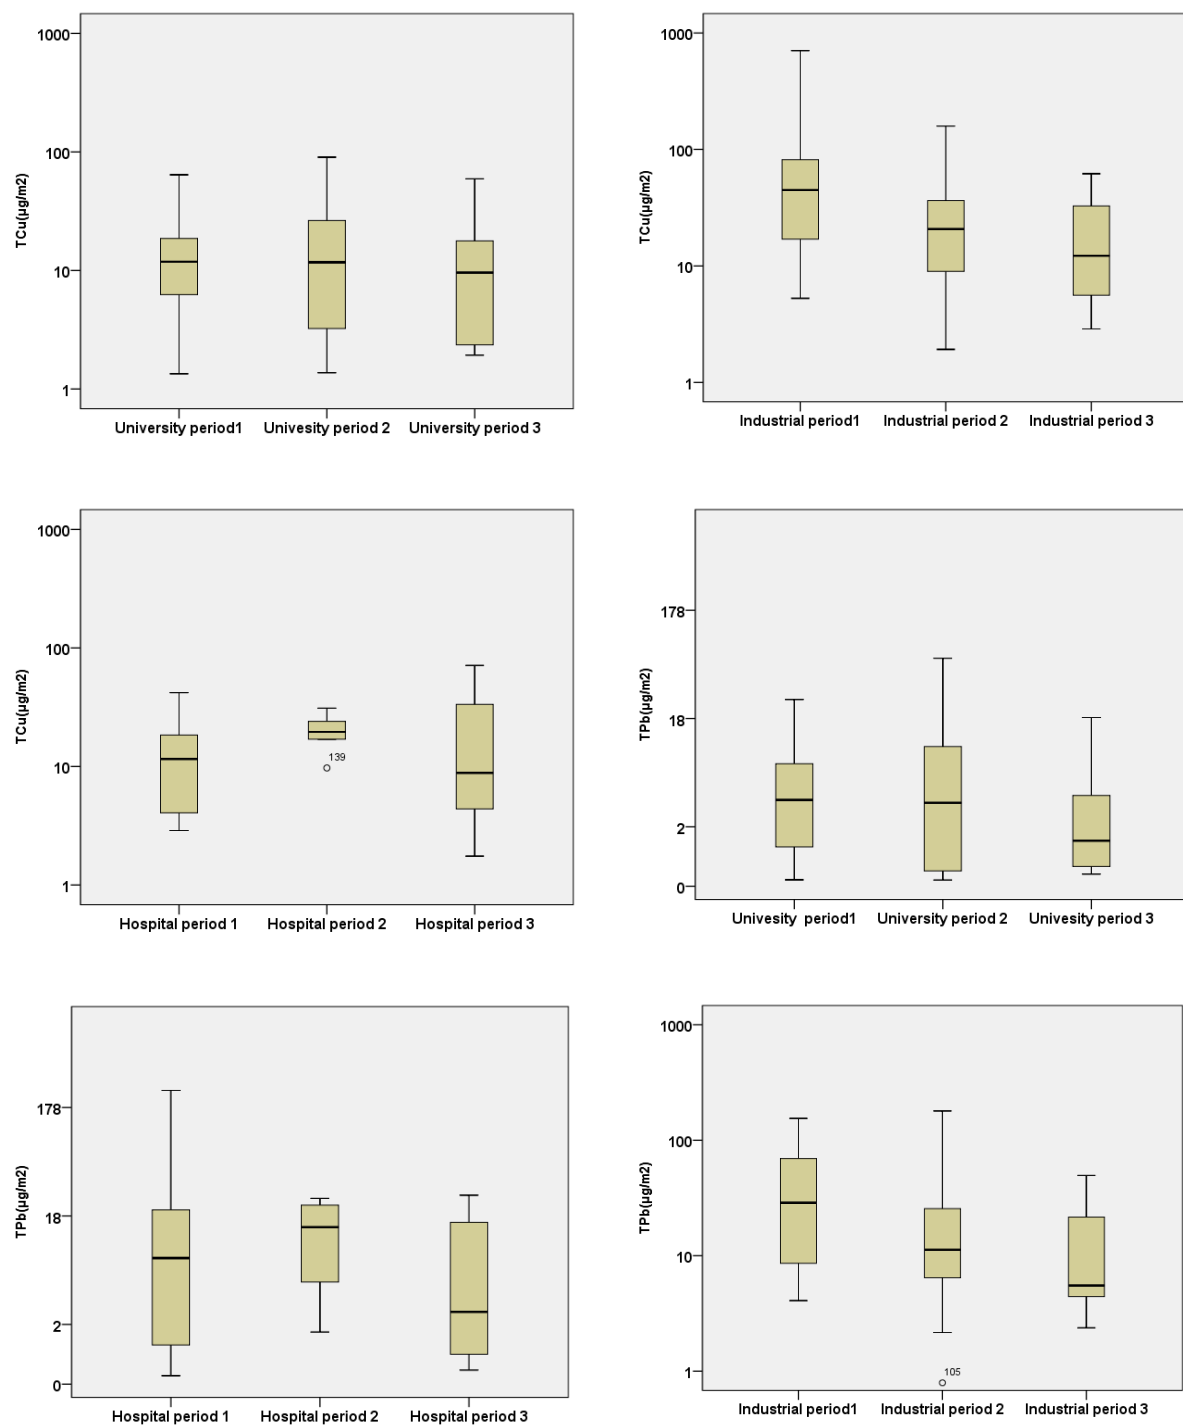 1000
100
10
1
TCu(µg/m2)
University period1
Univesity period 2
University period 3
1000
100
10
1
TCu(µg/m2)
Industrial period1
Industrial period 2
Industrial period 3
1000
100
10
1
TCu(µg/m2)
139
Hospital period 1
Hospital period 2
Hospital period 3
178
18
2
0
TPb(µg/m2)
Univesity period1
University period 2
Univesity period 3
178
18
2
0
TPb(µg/m2)
Hospital period 1
Hospital period 2
Hospital period 3
1000
100
10
1
TPb(µg/m2)
105
Industrial period1
Industrial period 2
Industrial period 3